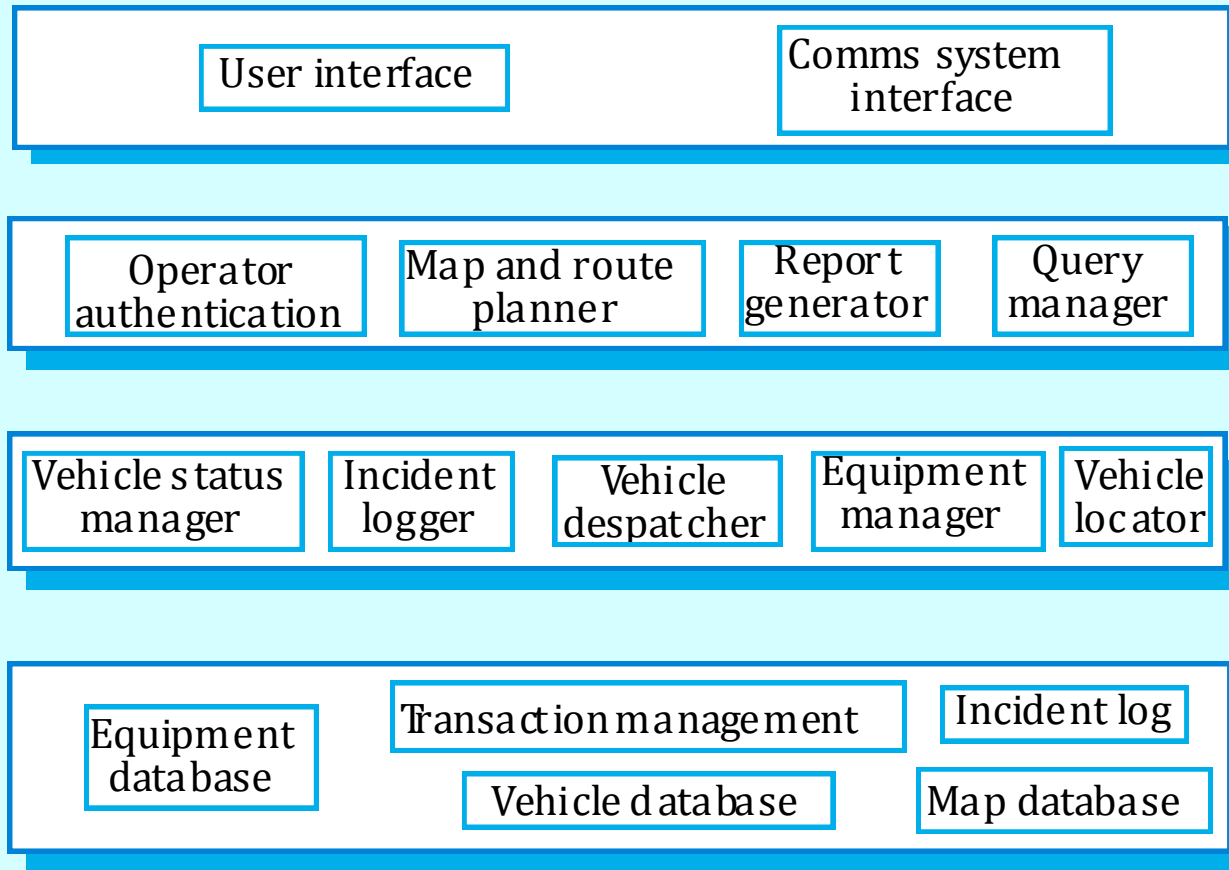 User interface
Comms system
interface
Operator
authentication
Map and route
planner
Report
generator
Query
manager
Vehicle status
manager
Incident
logger
Vehicle
despatcher
Equipment
manager
Vehicle
locator
Equipment
database
Transaction management
Incident log
Vehicle database
Map database